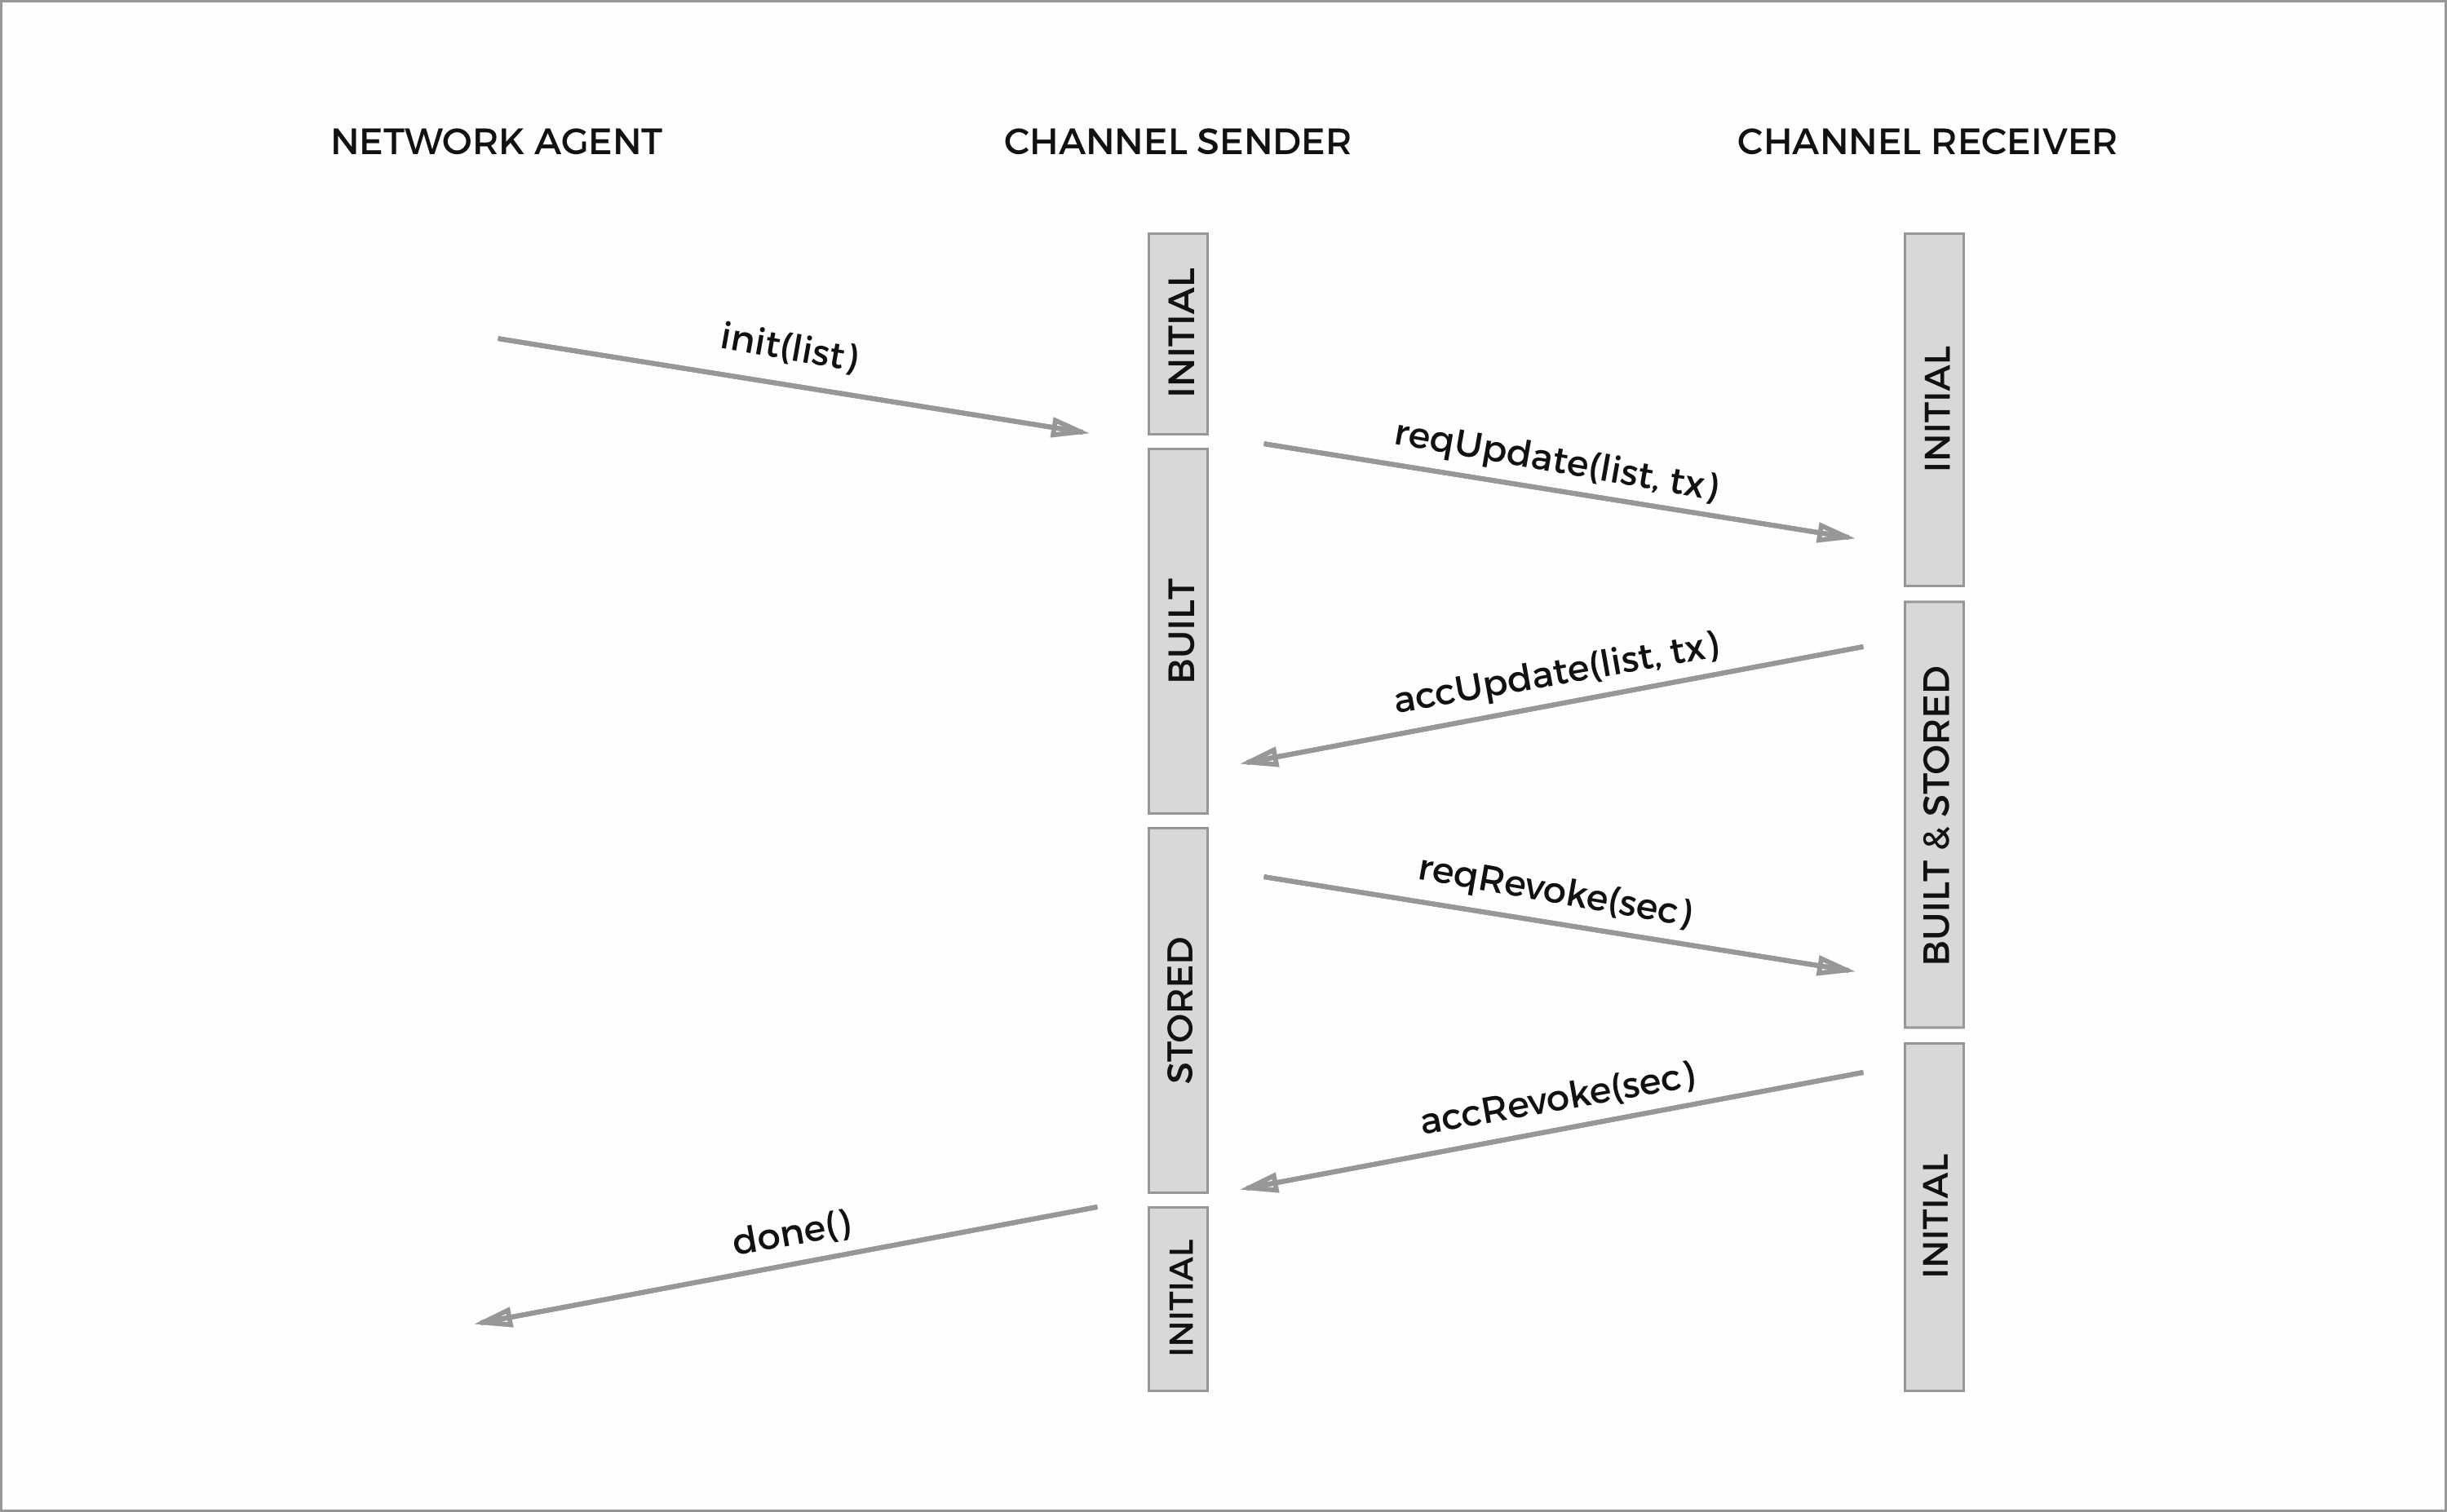 NETWORK AGENT
CHANNEL SENDER
CHANNEL RECEIVER
INITIAL
INITIAL
init(list)
reqUpdate(list, tx)
BUILT
accUpdate(list, tx)
BUILT & STORED
reqRevoke(sec)
STORED
accRevoke(sec)
INITIAL
done()
INITIAL